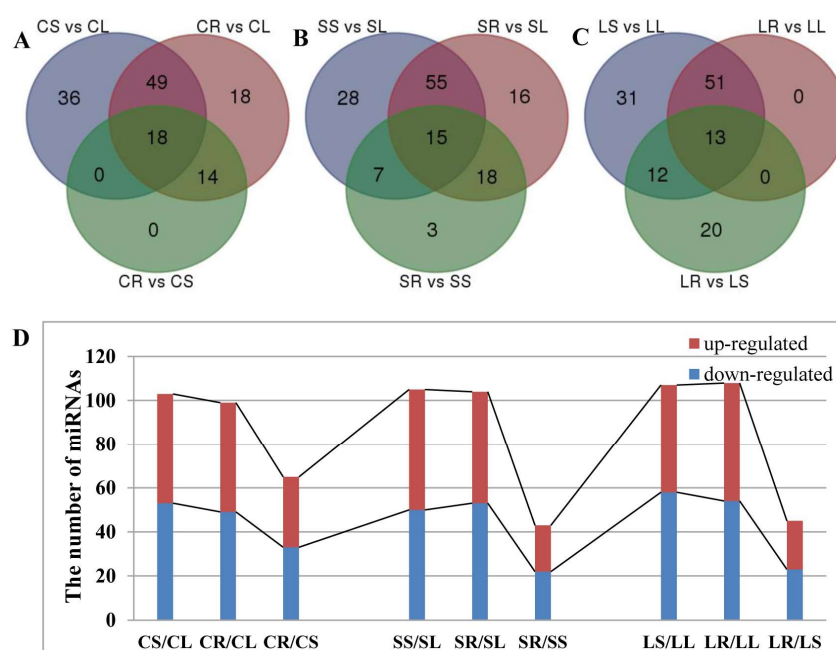 A
CS vs CL
CR vs CL
36
49
18
18
0
14
0
CR vs CS
B
SS vs SL
SR vs SL
28
55
16
15
7
18
3
SR vs SS
C
LS vs LL
LR vs LL
31
51
0
13
12
0
20
LR vs LS
D
The number of miRNAs
120
100
80
60
40
20
0
up-regulated
down-regulated
CS/CL CR/CL CR/CS SS/SL SR/SL SR/SS LS/LL LR/LL LR/LS